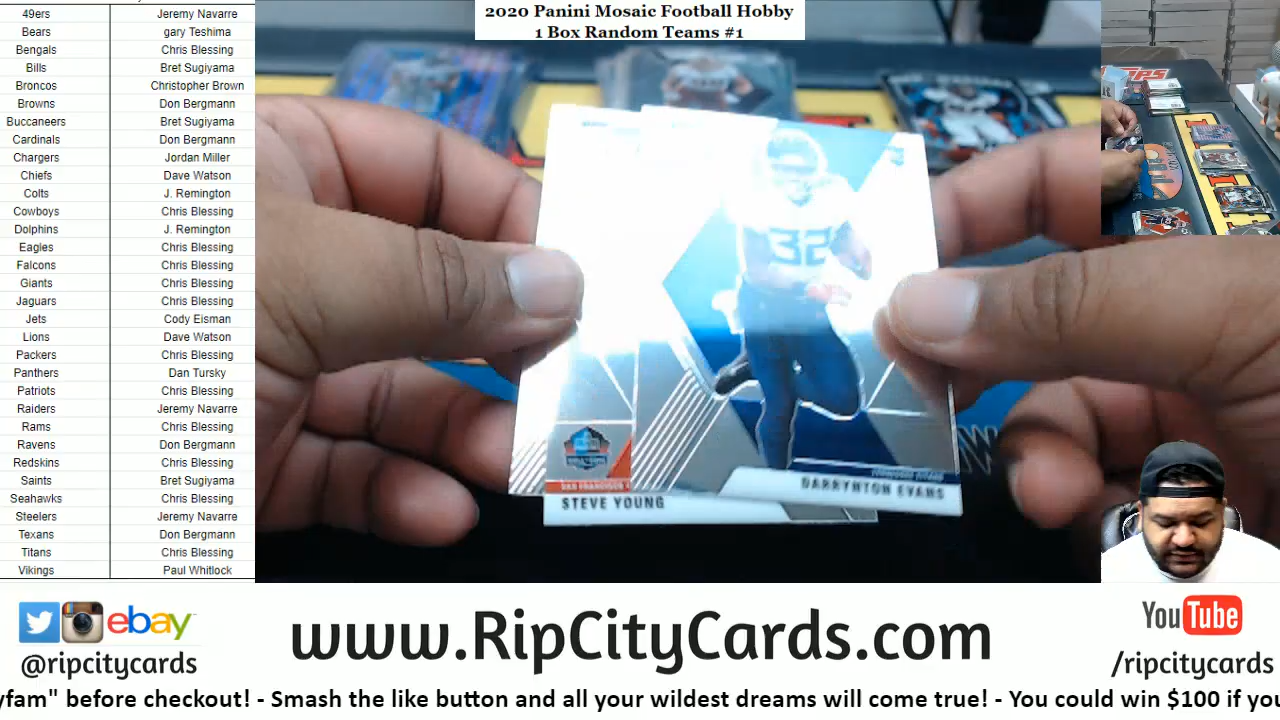 2020 Panini Mosaic Football Hobby
1 Box Random Teams #1
49ers Jeremy Navarre
Bears gary Teshima
Bengals Chris Blessing
Bills Bret Sugiyama
Broncos Christopher Brown
Browns Don Bergmann
Buccaneers Bret Sugiyama
Cardinals Don Bergmann
Chargers Jordan Miller
Chiefs Dave Watson
Colts J. Remington
Cowboys Chris Blessing
Dolphins J. Remington
Eagles Chris Blessing
Falcons Chris Blessing
Giants Chris Blessing
Jaguars Chris Blessing
Jets Cody Eisman
Lions Dave Watson
Packers Chris Blessing
Panthers Dan Tursky
Patriots Chris Blessing
Raiders Jeremy Navarre
Rams Chris Blessing
Ravens Don Bergmann
Redskins Chris Blessing
Saints Bret Sugiyama
Seahawks Chris Blessing
Steelers Jeremy Navarre
Texans Don Bergmann
Titans Chris Blessing
Vikings Paul Whitlock
32
DARRYNTON EVANS
SAN FRANCISCO
STEVE YOUNG
ebay
@ripcitycards
www.RipCityCards.com
YouTube
/ripcitycards
yfam" before checkout! - Smash the like button and all your wildest dreams will come true! - You could win $100 if you